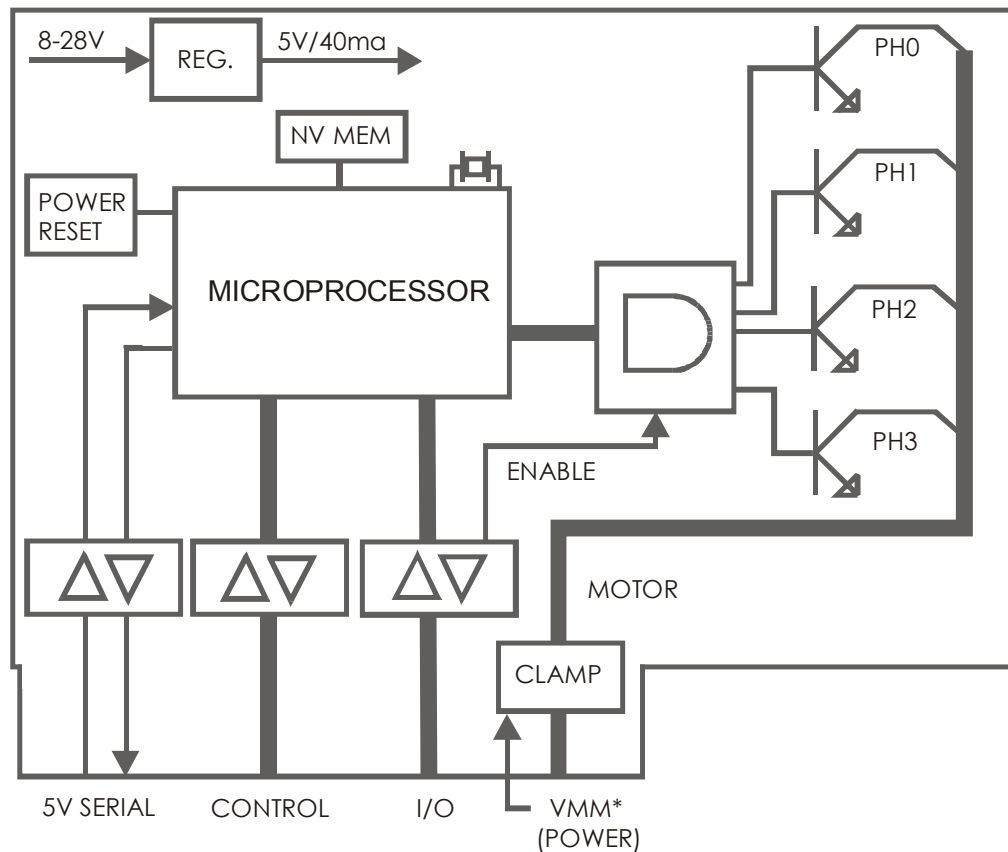 8-28V
REG.
5V/40ma
PH0
NV MEM
POWER
RESET
PH1
MICROPROCESSOR
PH2
PH3
ENABLE
MOTOR
CLAMP
5V SERIAL
CONTROL
I/O
VMM*
(POWER)